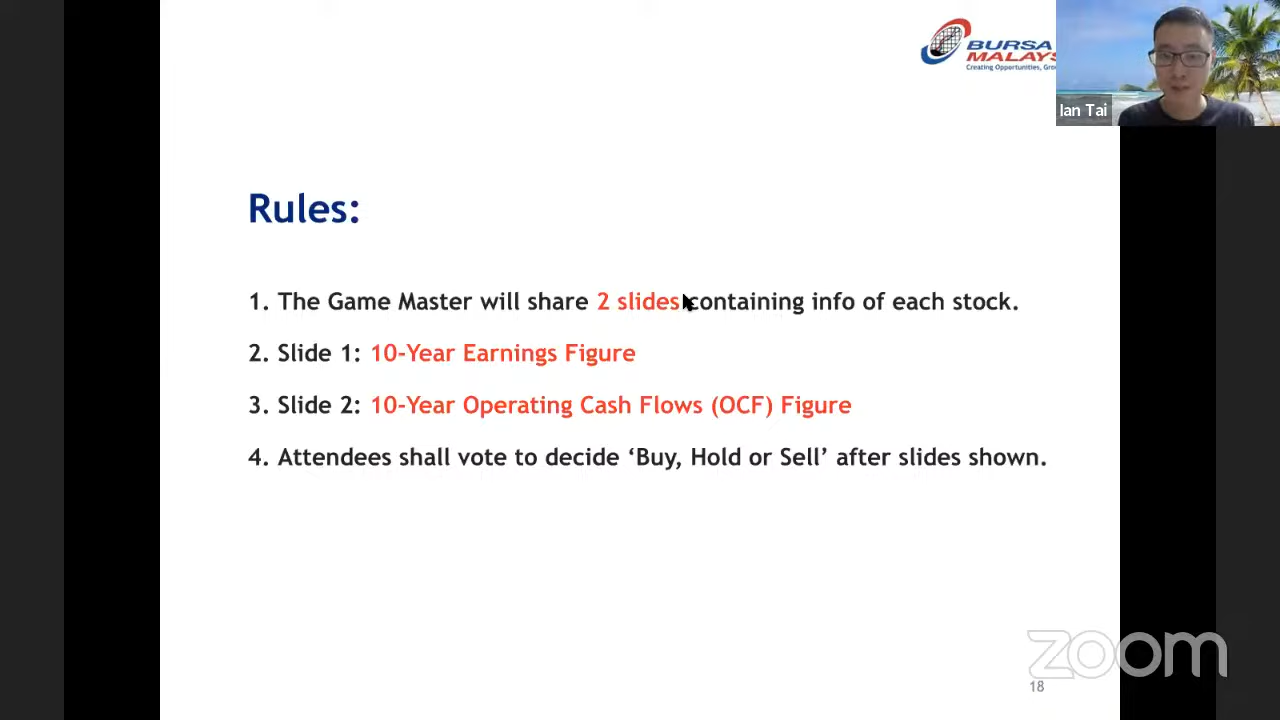 BURSA
MALAYS
Creating Opportunities, Gro
Ian Tai
Rules:
1. The Game Master will share 2 slides containing info of each stock.
2. Slide 1: 10-Year Earnings Figure
3. Slide 2: 10-Year Operating Cash Flows (OCF) Figure
4. Attendees shall vote to decide ‘Buy, Hold or Sell’ after slides shown.
zoom
18